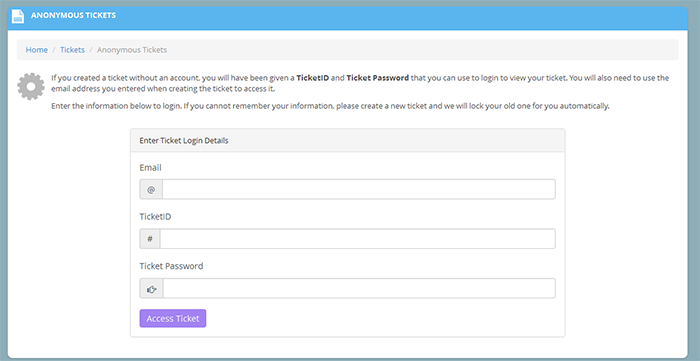 ANONYMOUS TICKETS
Home / Tickets / Anonymous Tickets
If you created a ticket without an account, you will have been given a TicketID and Ticket Password that you can use to login to view your ticket. You will also need to use the
email address you entered when creating the ticket to access it.
Enter the information below to login. If you cannot remember your information, please create a new ticket and we will lock your old one for you automatically.
Enter Ticket Login Details
Email
@
TicketID
#
Ticket Password
Access Ticket